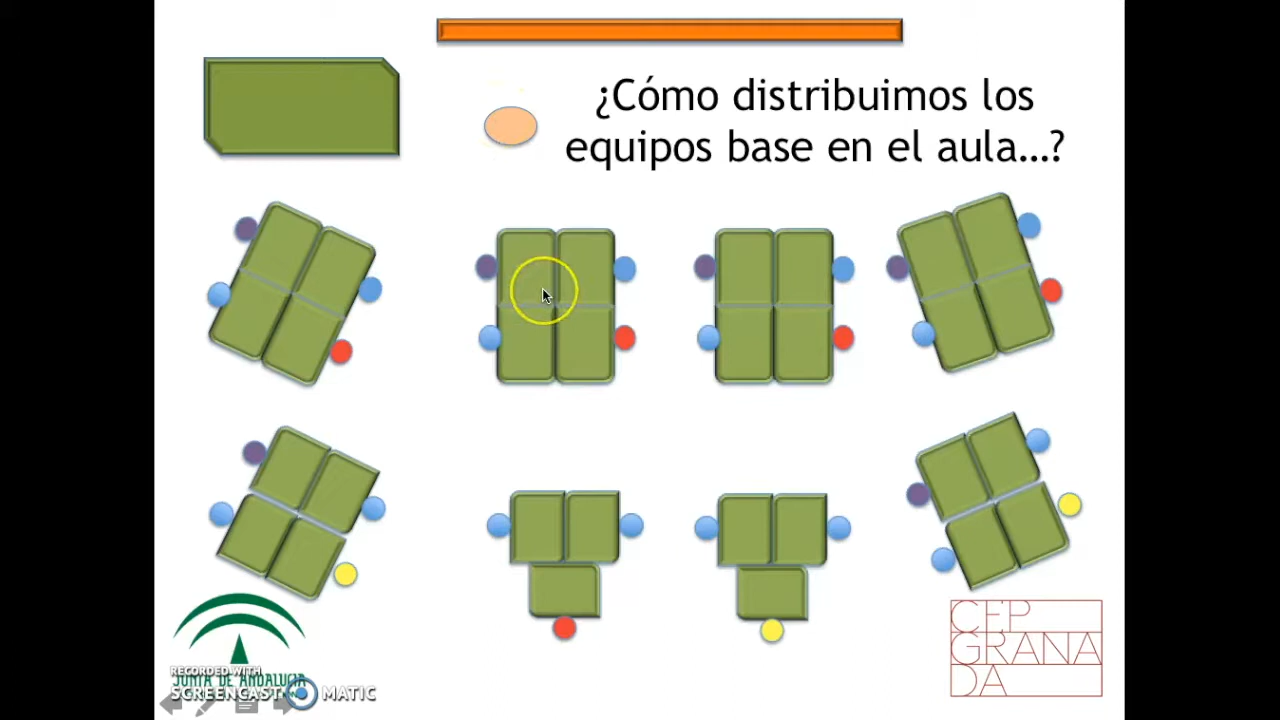 ¿Cómo distribuimos los
equipos base en el aula...?
CEP
GRANA
DA
JUNTA DE ANDALUCIA
RECORDED WITH
SCREENCAST MATIC